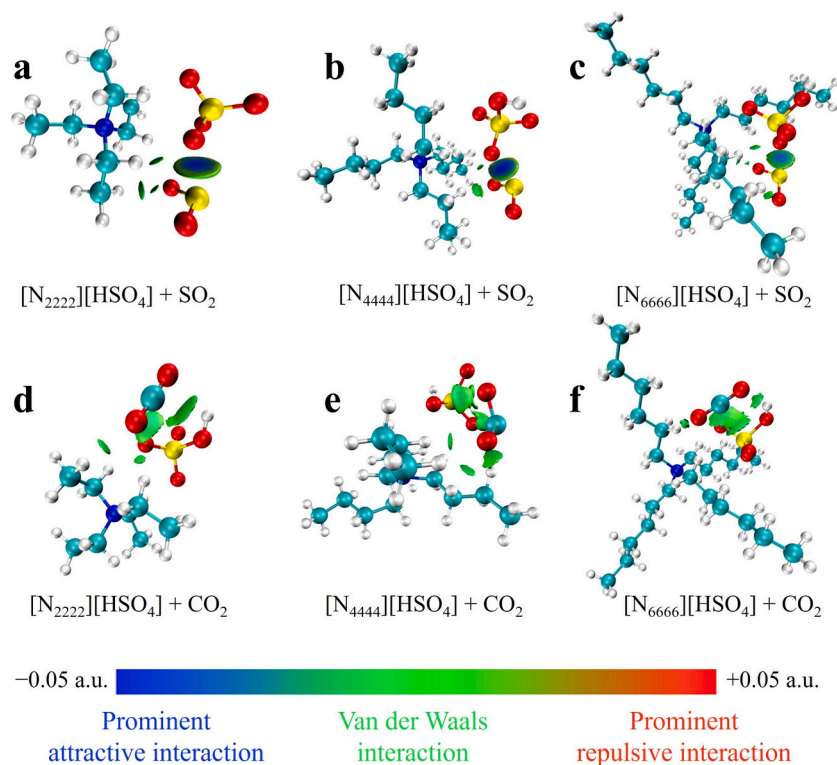 a
b
c
[N₂₂₂₂][HSO₄] + SO₂
[N₄₄₄₄][HSO₄] + SO₂
[N₆₆₆₆][HSO₄] + SO₂
d
e
f
[N₂₂₂₂][HSO₄] + CO₂
[N₄₄₄₄][HSO₄] + CO₂
[N₆₆₆₆][HSO₄] + CO₂
−0.05 a.u.
+0.05 a.u.
Prominent
attractive interaction
Van der Waals
interaction
Prominent
repulsive interaction